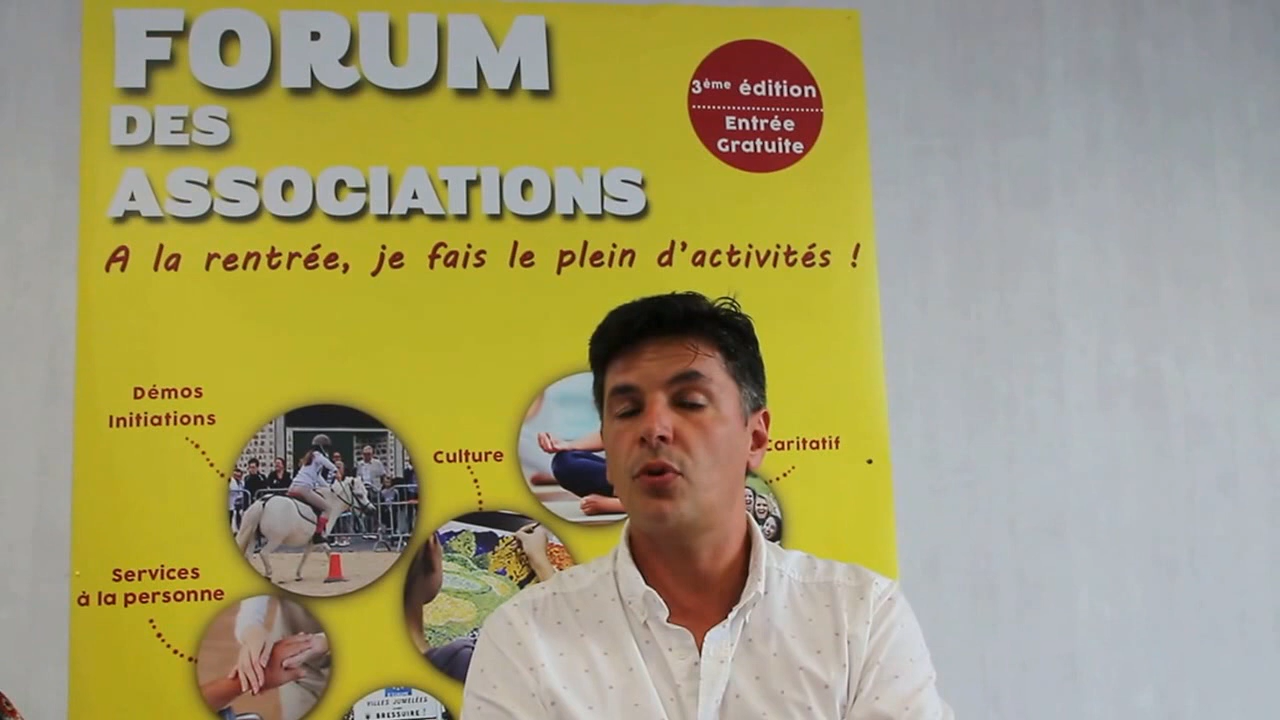 FORUM
DES
ASSOCIATIONS
A la rentrée, je fais le plein d'activités !
3ème édition
Entrée
Gratuite
Démos
Initiations
Culture
Caritatif
Services
à la personne
VILLES JUMELÉES
BRESSUIRE !